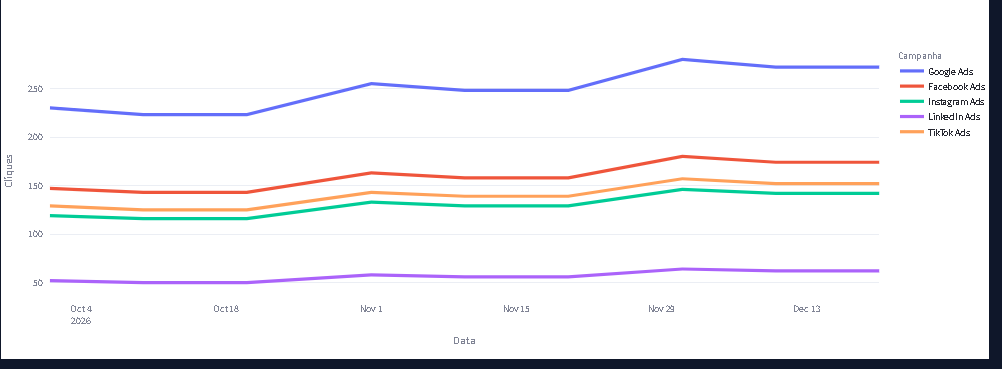 Campanha
Google Ads
Facebook Ads
Instagram Ads
LinkedIn Ads
TikTok Ads
Cliques
250
200
150
100
50
Oct 4
2026
Oct 18
Nov 1
Nov 15
Nov 29
Dec 13
Data